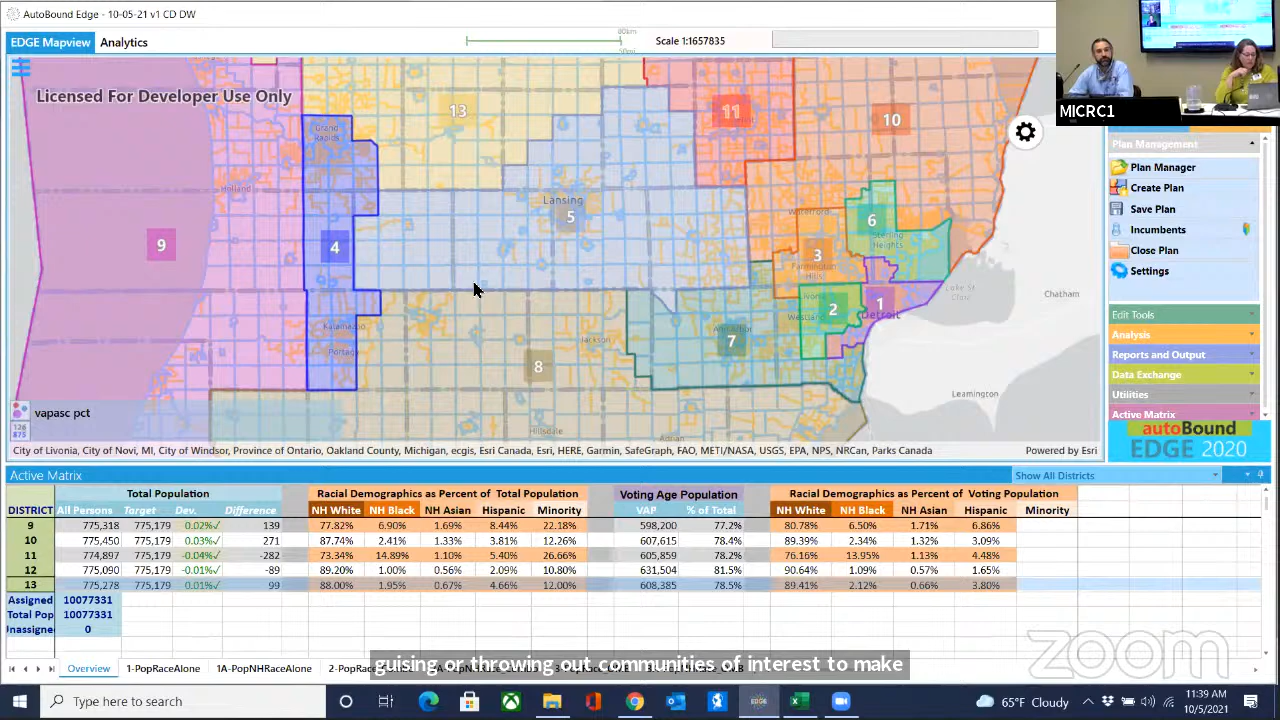 AutoBound Edge - 10-05-21 v1 CD DW
EDGE Mapview Analytics
80km
50mi
Scale 1:1657835
Licensed For Developer Use Only
MICRC1
13
11
10
Grand
Rapids
Holland
Lansing
5
Waterford
6
Sterling
Heights
9
4
3
Farmington
Hills
Lake St
Clair
Chatham
2
1
Westland
Detroit
Kalamazoo
Portage
Jackson
Ann Arbor
7
8
Leamington
Hillsdale
Adrian
vapasc pct
126
875
City of Livonia, City of Novi, MI, City of Windsor, Province of Ontario, Oakland County, Michigan, ecgis, Esri Canada, Esri, HERE, Garmin, SafeGraph, FAO, METI/NASA, USGS, EPA, NPS, NRCan, Parks Canada
Powered by Esri
Plan Management
Plan Manager
Create Plan
Save Plan
Incumbents
Close Plan
Settings
Edit Tools
Analysis
Reports and Output
Data Exchange
Utilities
Active Matrix
autoBound
EDGE 2020
Active Matrix
Show All Districts
Total Population Racial Demographics as Percent of Total Population Voting Age Population Racial Demographics as Percent of Voting Population
DISTRICT All Persons Target Dev. Difference NH White NH Black NH Asian Hispanic Minority VAP % of Total NH White NH Black NH Asian Hispanic Minority
9 775,318 775,179 0.02%✓ 139 77.82% 6.90% 1.69% 8.44% 22.18% 598,200 77.2% 80.78% 6.50% 1.71% 6.86%
10 775,450 775,179 0.03%✓ 271 87.74% 2.41% 1.33% 3.81% 12.26% 607,615 78.4% 89.39% 2.34% 1.32% 3.09%
11 774,897 775,179 -0.04%✓ -282 73.34% 14.89% 1.10% 5.40% 26.66% 605,859 78.2% 76.16% 13.95% 1.13% 4.48%
12 775,090 775,179 -0.01%✓ -89 89.20% 1.00% 0.56% 2.09% 10.80% 631,504 81.5% 90.64% 1.09% 0.57% 1.65%
13 775,278 775,179 0.01%✓ 99 88.00% 1.95% 0.67% 4.66% 12.00% 608,385 78.5% 89.41% 2.12% 0.66% 3.80%
Assigned 10077331
Total Pop 10077331
Unassigned 0
guising or throwing out communities of interest to make
zoom
Overview 1-PopRaceAlone 1A-PopNHRaceAlone
Type here to search
65°F Cloudy
11:39 AM
10/5/2021